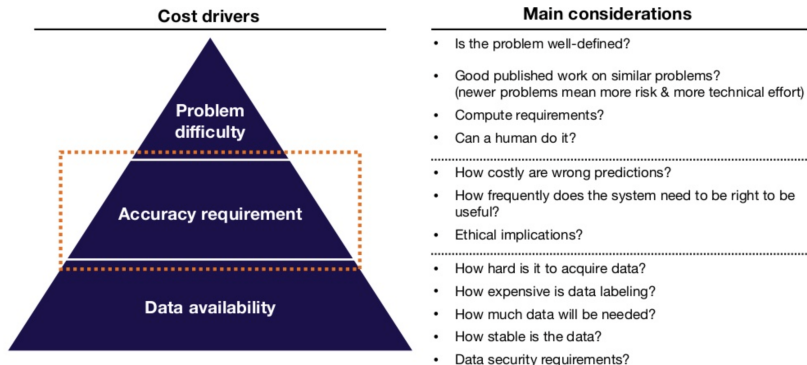 Cost drivers
Problem
difficulty
Accuracy requirement
Data availability
Main considerations
• Is the problem well-defined?
• Good published work on similar problems?
(newer problems mean more risk & more technical effort)
• Compute requirements?
• Can a human do it?
• How costly are wrong predictions?
• How frequently does the system need to be right to be
useful?
• Ethical implications?
• How hard is it to acquire data?
• How expensive is data labeling?
• How much data will be needed?
• How stable is the data?
• Data security requirements?